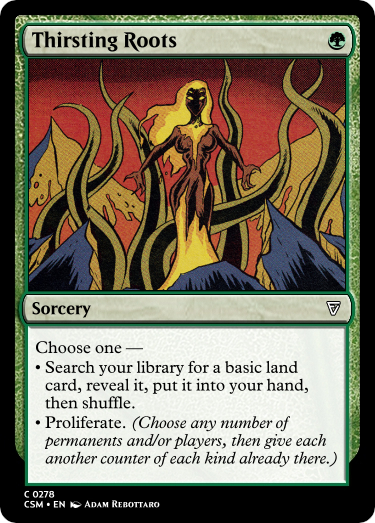 Thirsting Roots
Sorcery
Choose one —
• Search your library for a basic land
card, reveal it, put it into your hand,
then shuffle.
• Proliferate. (Choose any number of
permanents and/or players, then give each
another counter of each kind already there.)
C 0278
CSM • EN Adam Rebottaro